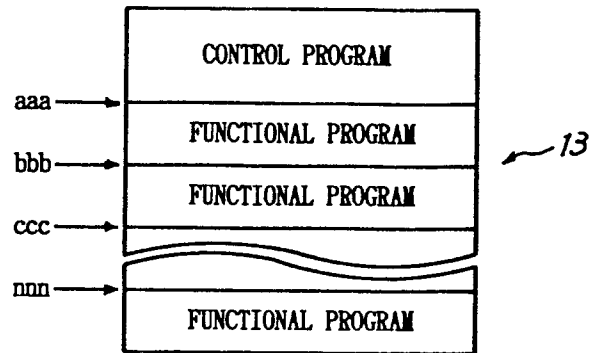 CONTROL PROGRAM
aaa
FUNCTIONAL PROGRAM
bbb
13
FUNCTIONAL PROGRAM
ccc
nnn
FUNCTIONAL PROGRAM